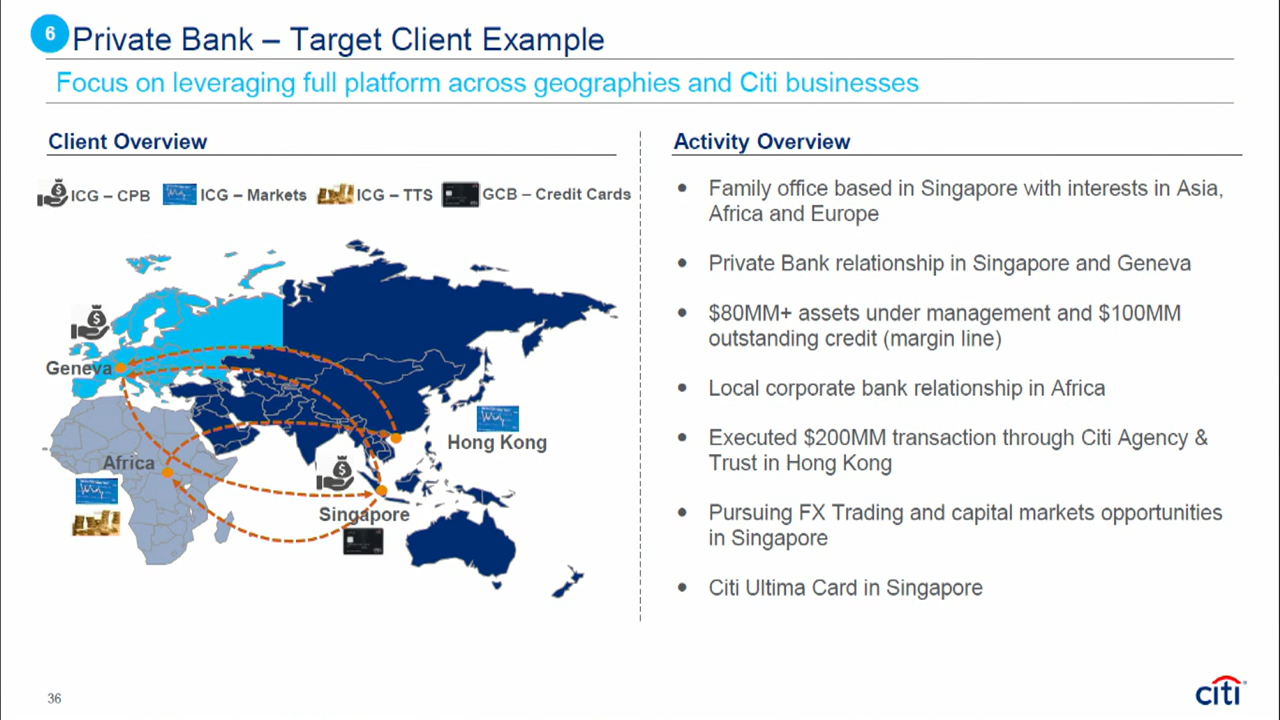 6
Private Bank – Target Client Example
Focus on leveraging full platform across geographies and Citi businesses
Client Overview
ICG – CPB
ICG – Markets
ICG – TTS
GCB – Credit Cards
Geneva
Hong Kong
Africa
Singapore
Activity Overview
• Family office based in Singapore with interests in Asia,
Africa and Europe
• Private Bank relationship in Singapore and Geneva
• $80MM+ assets under management and $100MM
outstanding credit (margin line)
• Local corporate bank relationship in Africa
• Executed $200MM transaction through Citi Agency &
Trust in Hong Kong
• Pursuing FX Trading and capital markets opportunities
in Singapore
• Citi Ultima Card in Singapore
36
citi